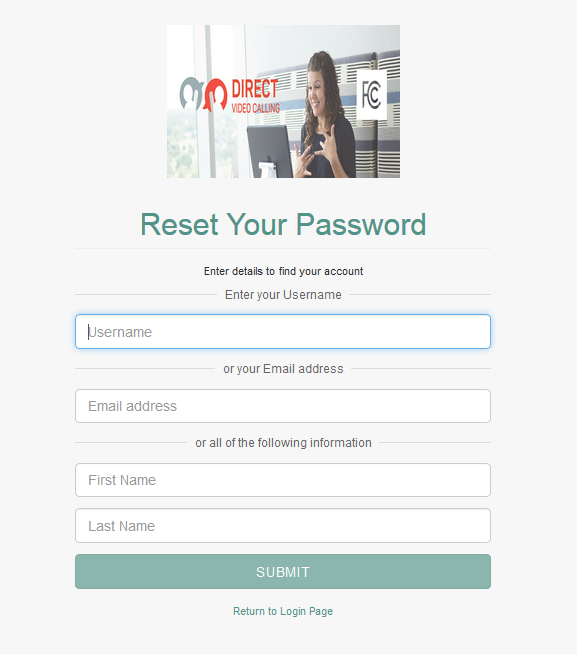 DIRECT
VIDEO CALLING
FCC
Reset Your Password
Enter details to find your account
Enter your Username
Username
or your Email address
Email address
or all of the following information
First Name
Last Name
SUBMIT
Return to Login Page